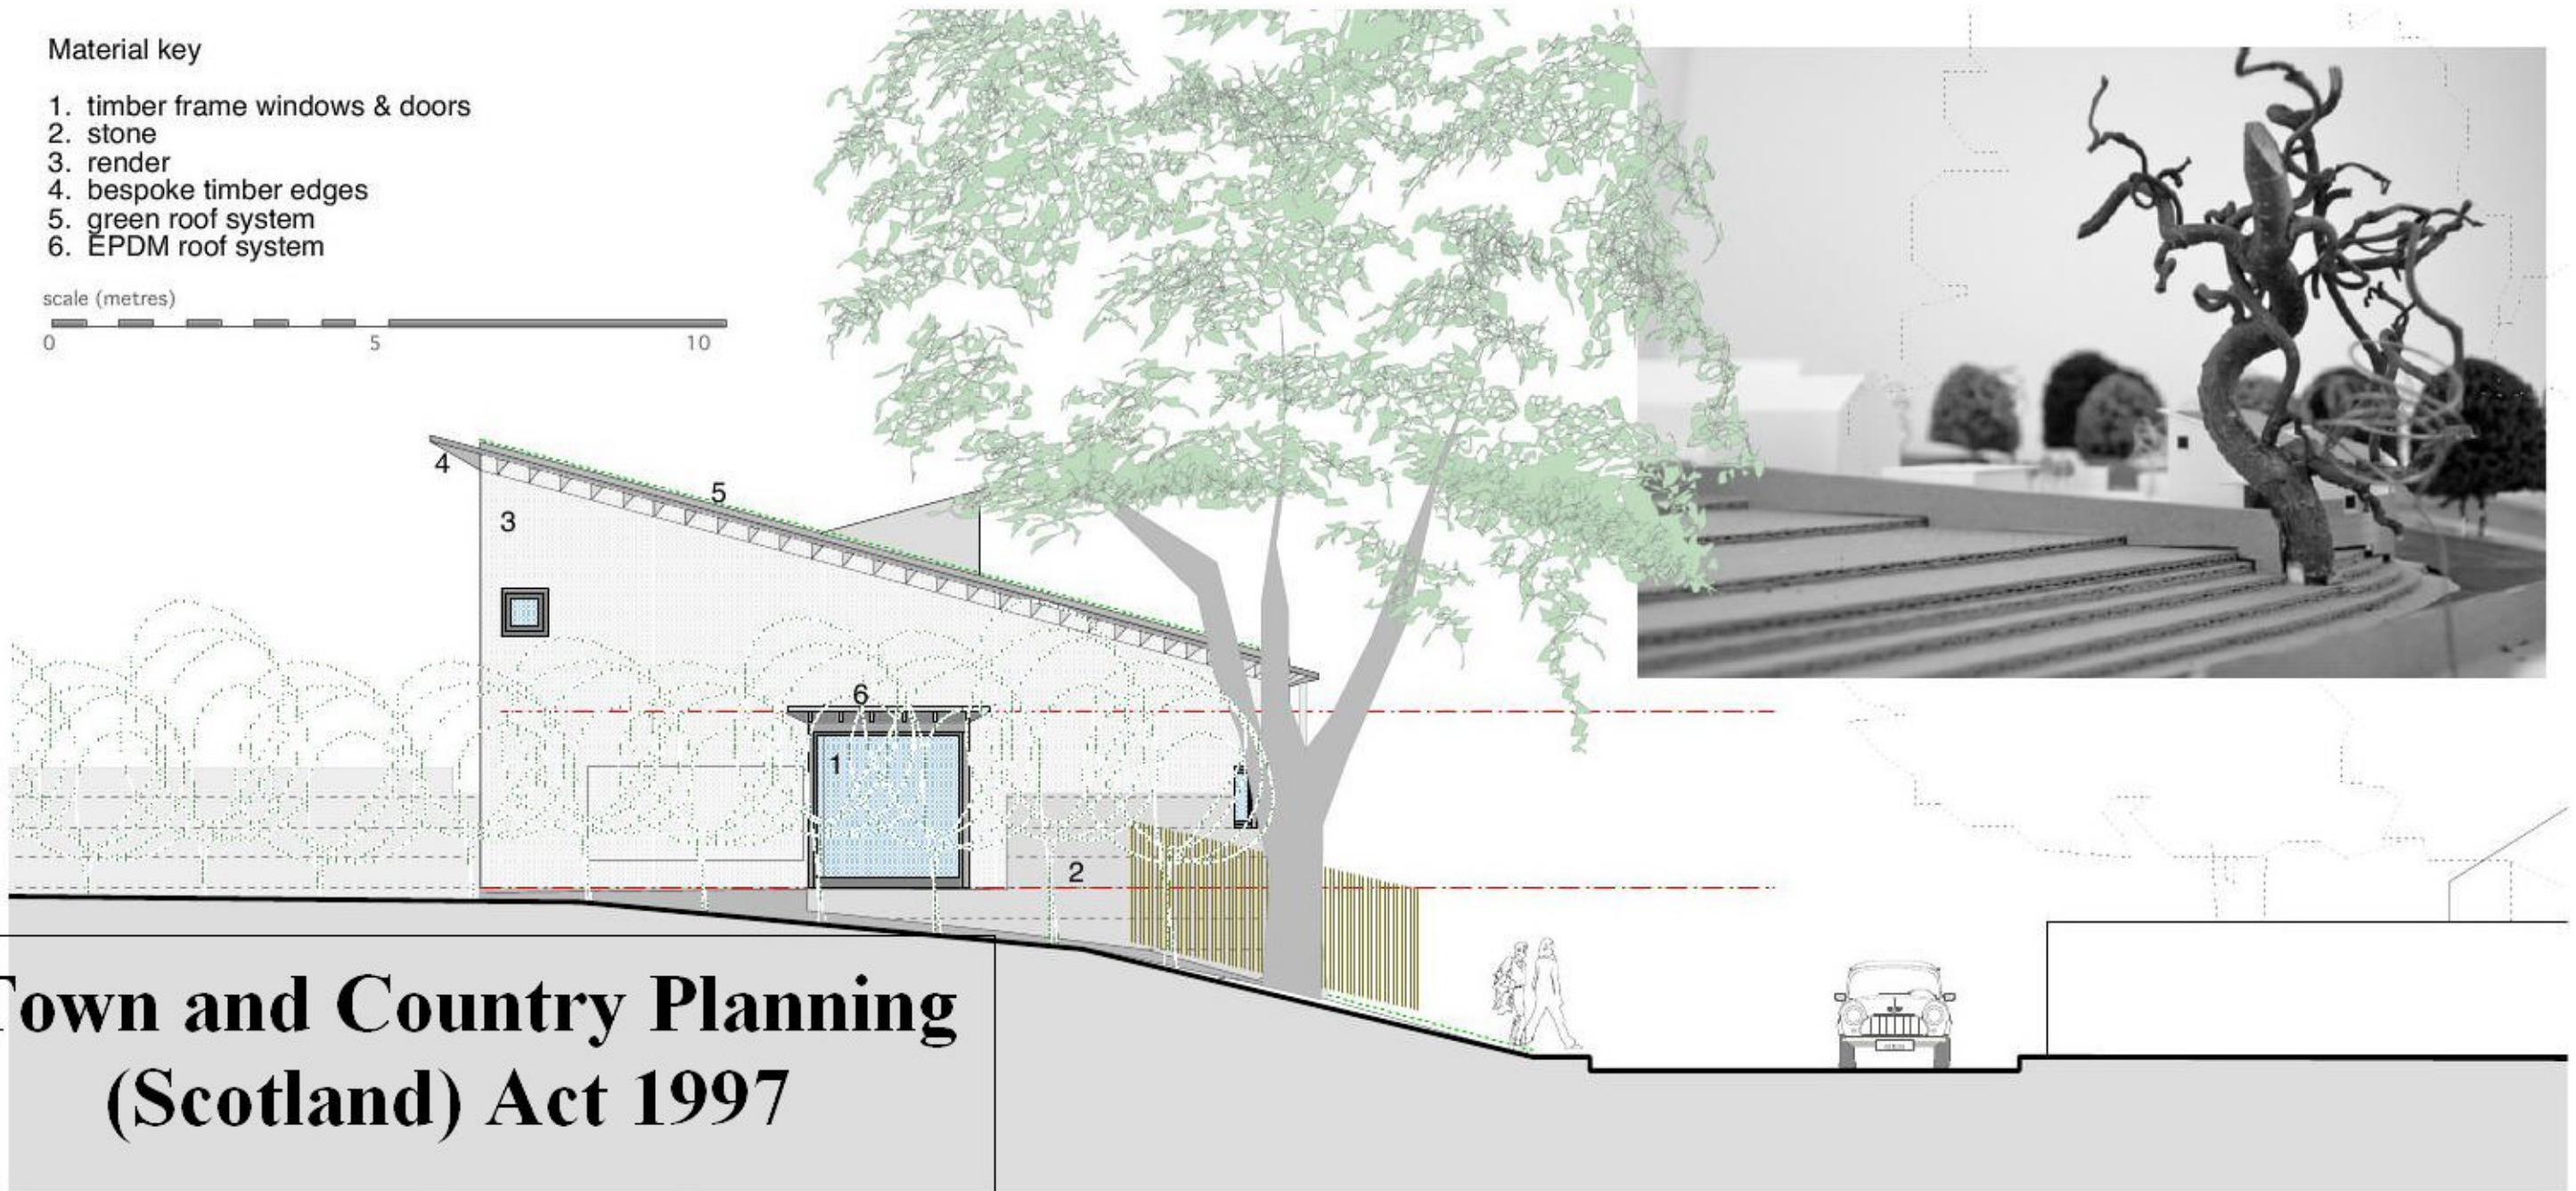 Material key
1. timber frame windows & doors
2. stone
3. render
4. bespoke timber edges
5. green roof system
6. EPDM roof system
scale (metres)
0 5 10
4
5
3
6
1
2
Town and Country Planning
(Scotland) Act 1997